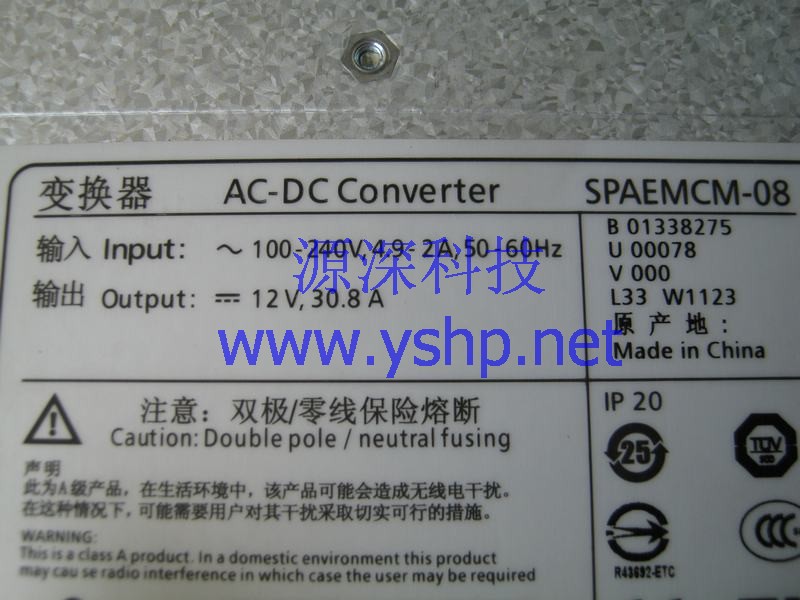 变换器 AC-DC Converter SPAEMCM-08
输入 Input: ～ 100-240V, 4.9-2A, 50-60Hz
输出 Output: ⎓ 12 V, 30.8 A
B 01338275
U 00078
V 000
L33 W1123
原产地：
Made in China
源深科技
www.yshp.net
注意：双极/零线保险熔断
Caution: Double pole / neutral fusing
声明
此为A级产品，在生活环境中，该产品可能会造成无线电干扰。
在这种情况下，可能需要用户对其干扰采取切实可行的措施。
WARNING:
This is a class A product. In a domestic environment this product
may cau se radio interference in which case the user may be required
IP 20
25
TÜV
CCC
R43692-ETC